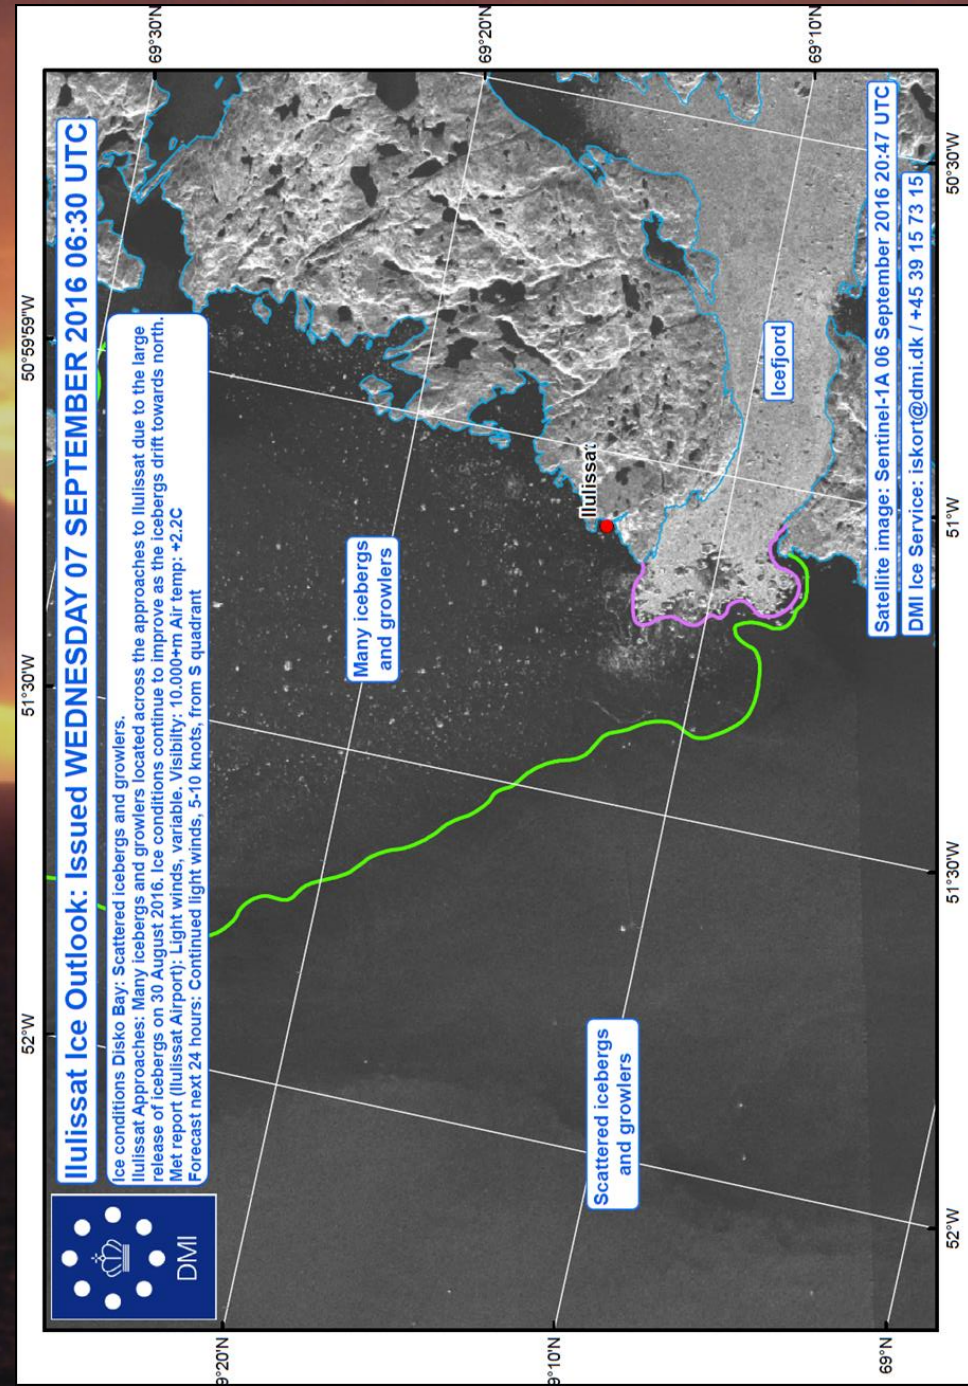 Ilulissat Ice Outlook: Issued WEDNESDAY 07 SEPTEMBER 2016 06:30 UTC
Ice conditions Disko Bay: Scattered icebergs and growlers.
Ilulissat Approaches: Many icebergs and growlers located across the approaches to Ilulissat due to the large
release of icebergs on 30 August 2016. Ice conditions continue to improve as the icebergs drift towards north.
Met report (Ilulissat Airport): Light winds, variable. Visibilty: 10.000+m Air temp: +2.2C
Forecast next 24 hours: Continued light winds, 5-10 knots, from S quadrant
DMI
52°W
51°30'W
50°59'59"W
69°30'N
69°20'N
69°10'N
9°20'N
9°10'N
69°N
Many icebergs
and growlers
Ilulissat
Icefjord
Scattered icebergs
and growlers
Satellite image: Sentinel-1A 06 September 2016 20:47 UTC
DMI Ice Service: iskort@dmi.dk / +45 39 15 73 15
52°W
51°30'W
51°W
50°30'W